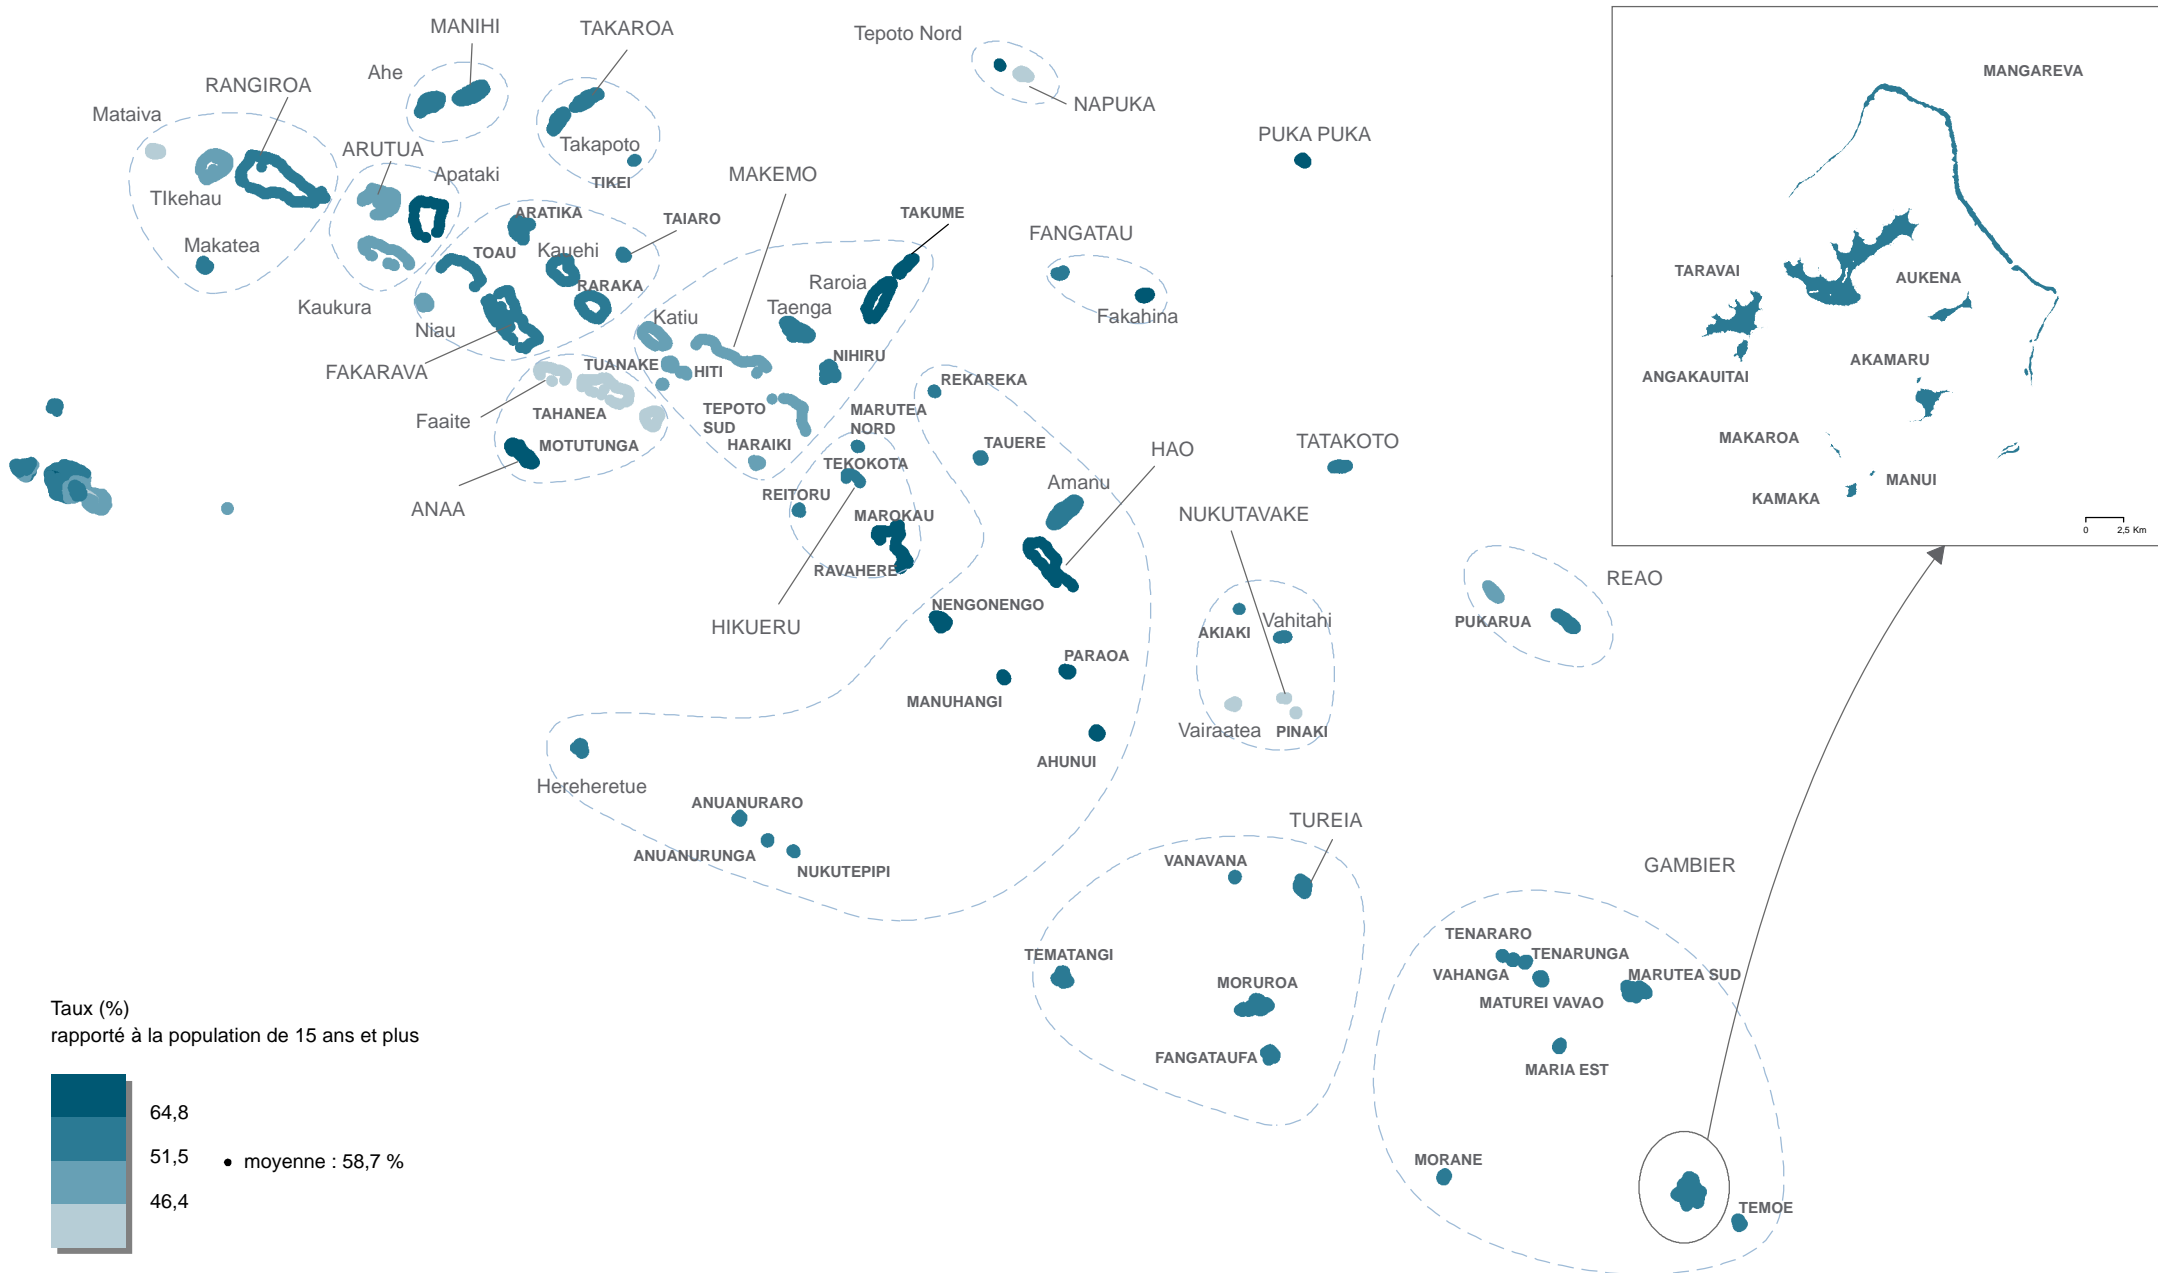 MANIHI
TAKAROA
Tepoto Nord
Ahe
RANGIROA
NAPUKA
MANGAREVA
Mataiva
ARUTUA
Takapoto
PUKA PUKA
Apataki
MAKEMO
TIKEI
TIkehau
ARATIKA
TAIARO
TAKUME
FANGATAU
Makatea
TOAU
Kauehi
TARAVAI
AUKENA
RARAKA
Raroia
Kaukura
Taenga
Fakahina
Niau
Katiu
NIHIRU
AKAMARU
FAKARAVA
TUANAKE
HITI
REKAREKA
ANGAKAUITAI
Faaite
TAHANEA
TEPOTO
SUD
MARUTEA
NORD
MOTUTUNGA
HARAIKI
TAUERE
HAO
TATAKOTO
MAKAROA
TEKOKOTA
Amanu
MANUI
REITORU
KAMAKA
ANAA
MAROKAU
NUKUTAVAKE
0 2,5 Km
RAVAHERE
REAO
NENGONENGO
HIKUERU
AKIAKI
Vahitahi
PUKARUA
PARAOA
MANUHANGI
Vairaatea
PINAKI
AHUNUI
Hereheretue
ANUANURARO
TUREIA
ANUANURUNGA
NUKUTEPIPI
VANAVANA
GAMBIER
TENARARO
TEMATANGI
TENARUNGA
VAHANGA
MARUTEA SUD
MORUROA
MATUREI VAVAO
FANGATAUFA
MARIA EST
MORANE
TEMOE
Taux (%)
rapporté à la population de 15 ans et plus
64,8
51,5
• moyenne : 58,7 %
46,4